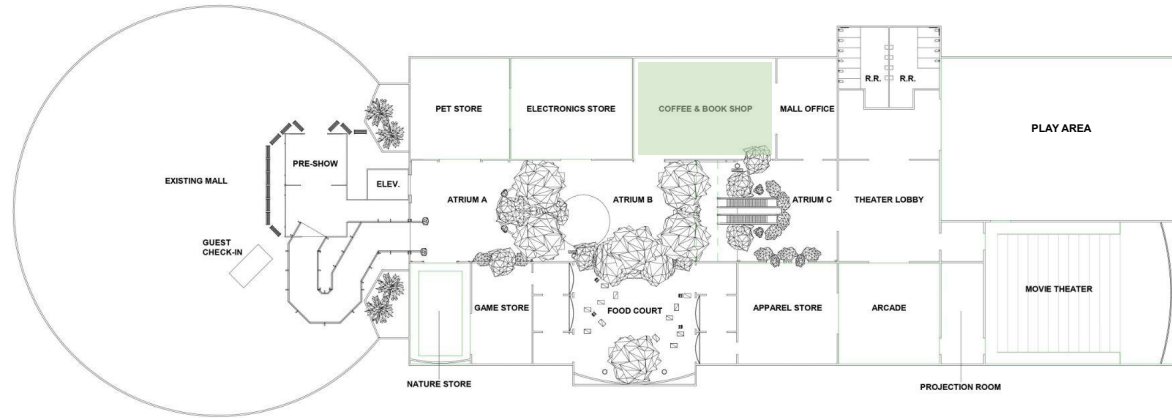 R.R.
R.R.
PET STORE
ELECTRONICS STORE
COFFEE & BOOK SHOP
MALL OFFICE
PLAY AREA
PRE-SHOW
EXISTING MALL
ELEV.
ATRIUM A
ATRIUM B
ATRIUM C
THEATER LOBBY
GUEST
CHECK-IN
GAME STORE
FOOD COURT
APPAREL STORE
ARCADE
MOVIE THEATER
NATURE STORE
PROJECTION ROOM